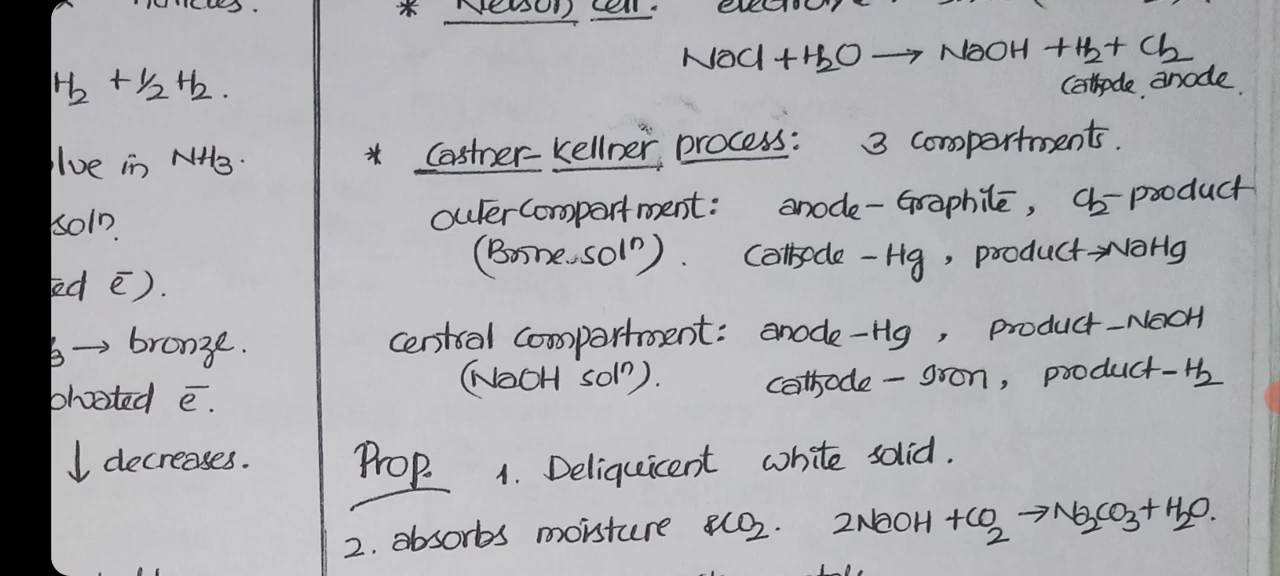 H₂ + ½ H₂.
lve in NH₃.
solⁿ.
ed ē).
₃ → bronze.
ē.
↓ decreases.
* Nelson cell:
NaCl + H₂O → NaOH + H₂ + Cl₂
cathode anode.
* Castner-Kellner process: 3 compartments.
outer compartment: anode - Graphite, Cl₂ - product
(Brine soln). cathode - Hg, product → NaHg
central compartment: anode - Hg, product - NaOH
(NaOH solⁿ). cathode - Iron, product - H₂
Prop. 1. Deliquicent white solid.
2. absorbs moisture & CO₂. 2NaOH + CO₂ → Na₂CO₃ + H₂O.